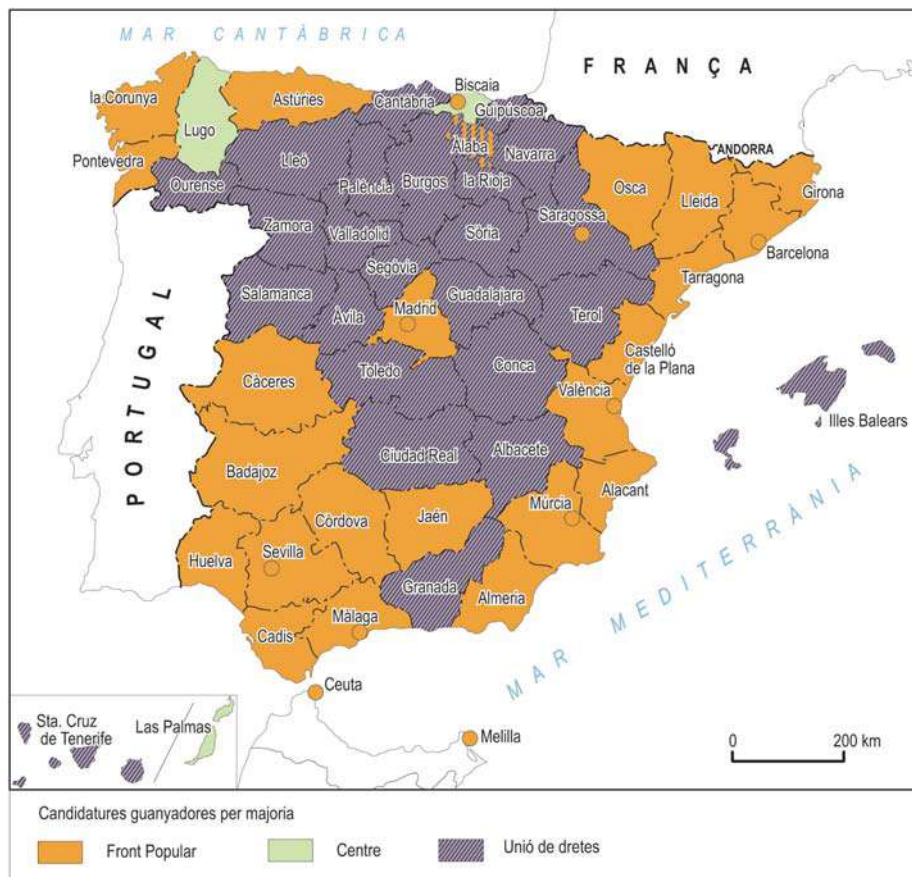 MAR CANTÀBRICA
FRANÇA
la Corunya
Lugo
Astúries
Cantàbria
Biscaia
Guipuscoa
Pontevedra
Ourense
Lleó
Palència
Burgos
Àlaba
la Rioja
Navarra
ANDORRA
Osca
Lleida
Girona
Barcelona
Tarragona
Zamora
Valladolid
Sòria
Saragossa
Segòvia
Salamanca
Àvila
Madrid
Guadalajara
Terol
Castelló
de la Plana
PORTUGAL
Càceres
Toledo
Conca
València
Illes Balears
Badajoz
Ciudad Real
Albacete
Alacant
Múrcia
Huelva
Sevilla
Còrdova
Jaén
Granada
Almeria
Màlaga
Cadis
MAR MEDITERRÀNIA
Ceuta
Melilla
Sta. Cruz
de Tenerife
Las Palmas
0 200 km
Candidatures guanyadores per majoria
Front Popular
Centre
Unió de dretes